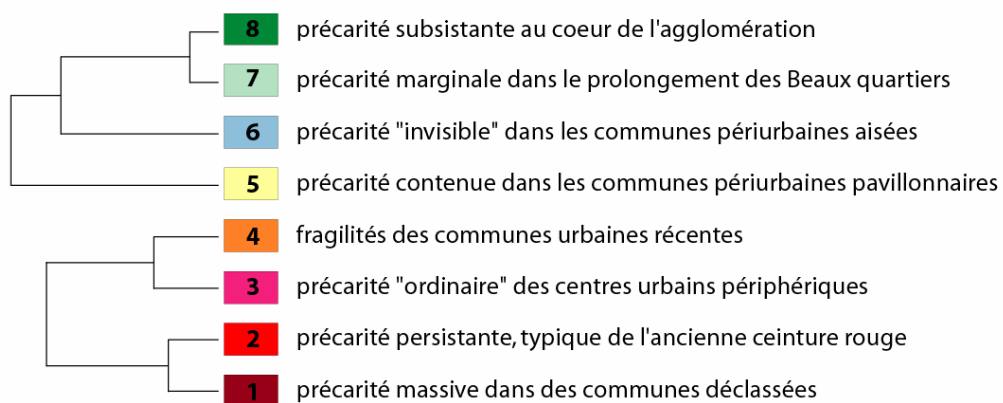 8 précarité subsistante au coeur de l'agglomération
7 précarité marginale dans le prolongement des Beaux quartiers
6 précarité "invisible" dans les communes périurbaines aisées
5 précarité contenue dans les communes périurbaines pavillonnaires
4 fragilités des communes urbaines récentes
3 précarité "ordinaire" des centres urbains périphériques
2 précarité persistante, typique de l'ancienne ceinture rouge
1 précarité massive dans des communes déclassées